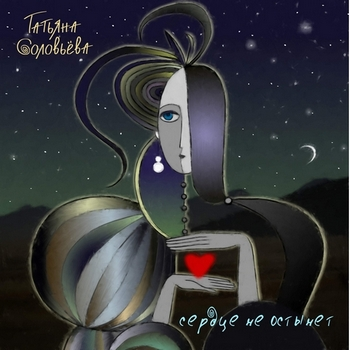 Татьяна
Соловьёва
сердце не остынет